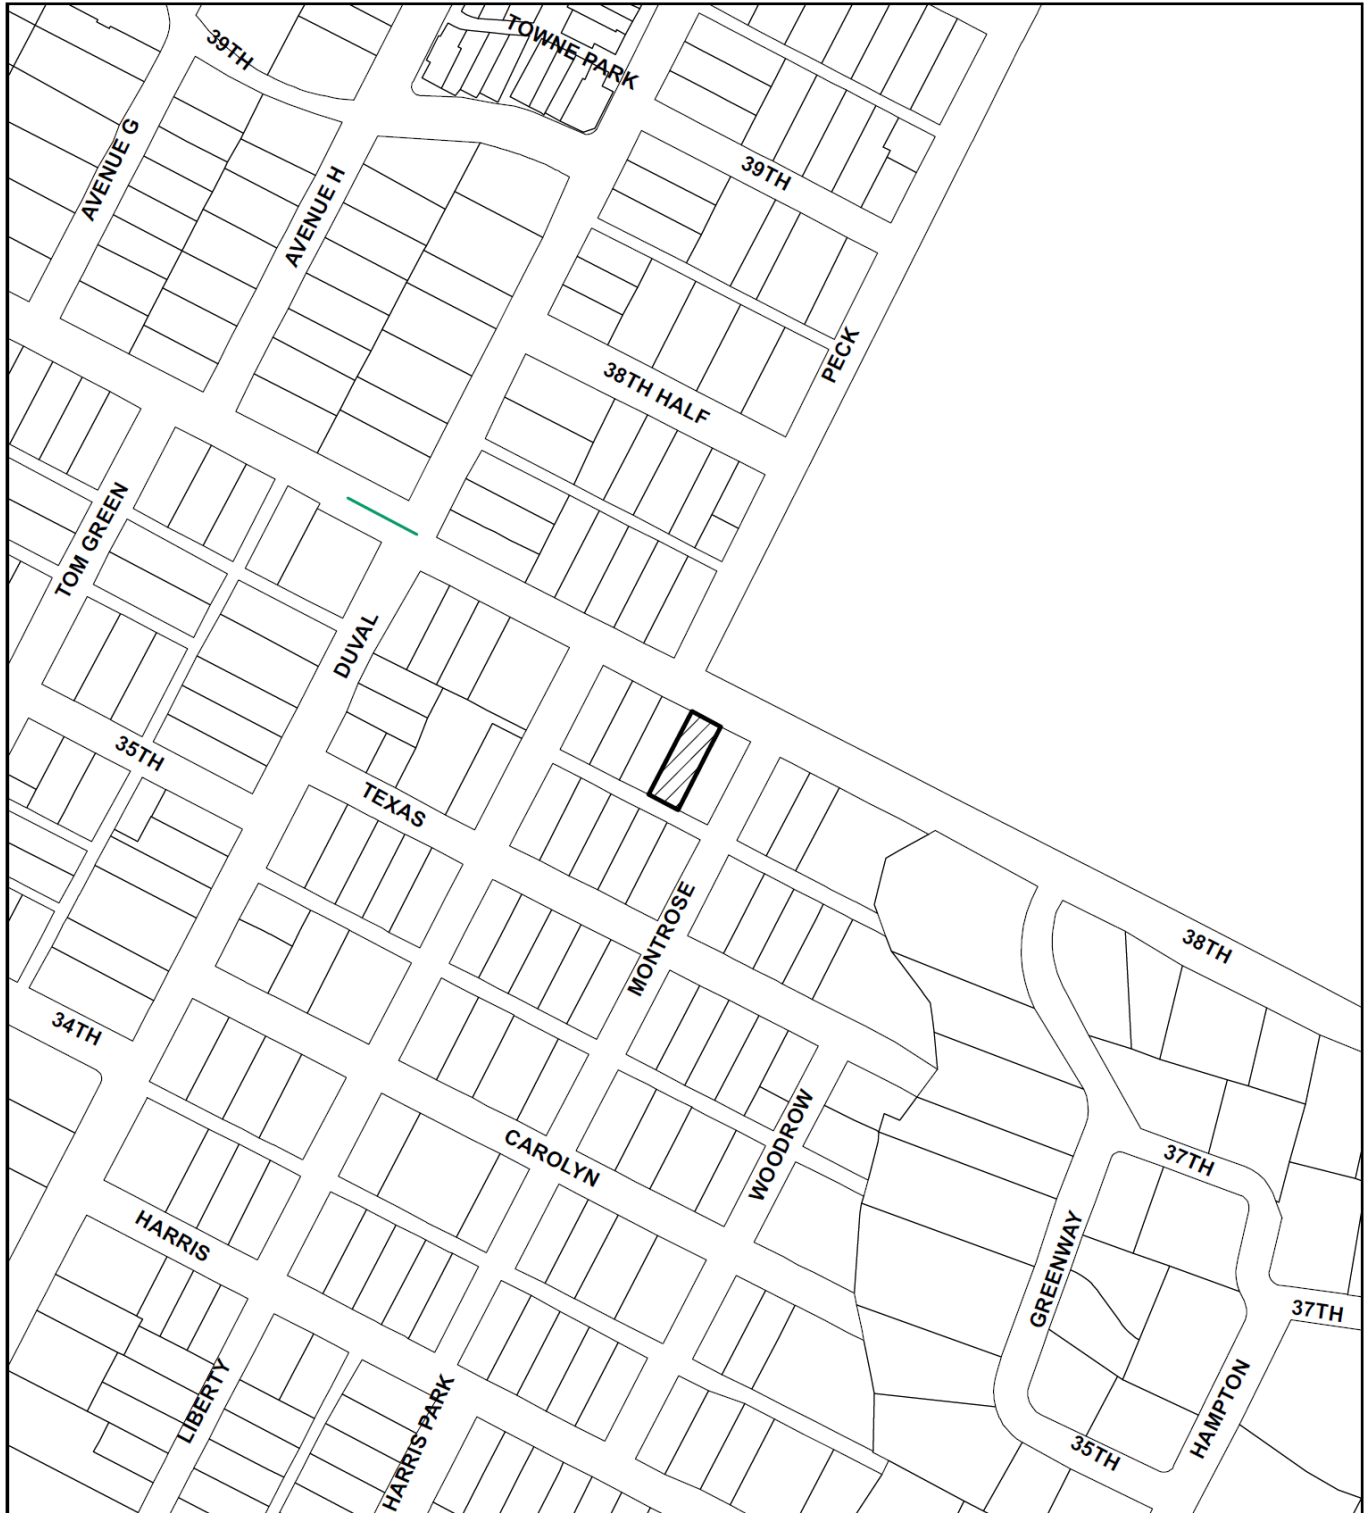 TOWNE PARK
39TH
AVENUE G
39TH
AVENUE H
PECK
38TH HALF
TOM GREEN
DUVAL
35TH
TEXAS
MONTROSE
38TH
34TH
WOODROW
CAROLYN
37TH
HARRIS
GREENWAY
37TH
LIBERTY
HARRIS PARK
HAMPTON
35TH